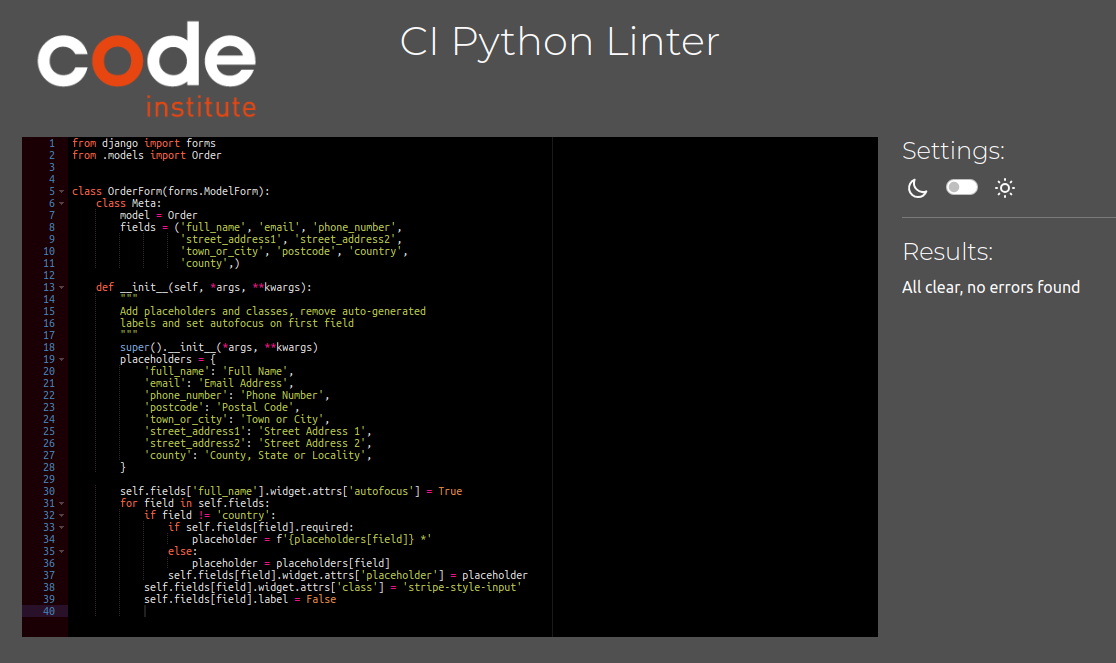 code
institute
CI Python Linter
1 from django import forms
2 from .models import Order
3
4
5 class OrderForm(forms.ModelForm):
6     class Meta:
7         model = Order
8         fields = ('full_name', 'email', 'phone_number',
9                   'street_address1', 'street_address2',
10                   'town_or_city', 'postcode', 'country',
11                   'county',)
12
13     def __init__(self, *args, **kwargs):
14         """
15         Add placeholders and classes, remove auto-generated
16         labels and set autofocus on first field
17         """
18         super().__init__(*args, **kwargs)
19         placeholders = {
20             'full_name': 'Full Name',
21             'email': 'Email Address',
22             'phone_number': 'Phone Number',
23             'postcode': 'Postal Code',
24             'town_or_city': 'Town or City',
25             'street_address1': 'Street Address 1',
26             'street_address2': 'Street Address 2',
27             'county': 'County, State or Locality',
28         }
29
30         self.fields['full_name'].widget.attrs['autofocus'] = True
31         for field in self.fields:
32             if field != 'country':
33                 if self.fields[field].required:
34                     placeholder = f'{placeholders[field]} *'
35                 else:
36                     placeholder = placeholders[field]
37                 self.fields[field].widget.attrs['placeholder'] = placeholder
38             self.fields[field].widget.attrs['class'] = 'stripe-style-input'
39             self.fields[field].label = False
40
Settings:
Results:
All clear, no errors found